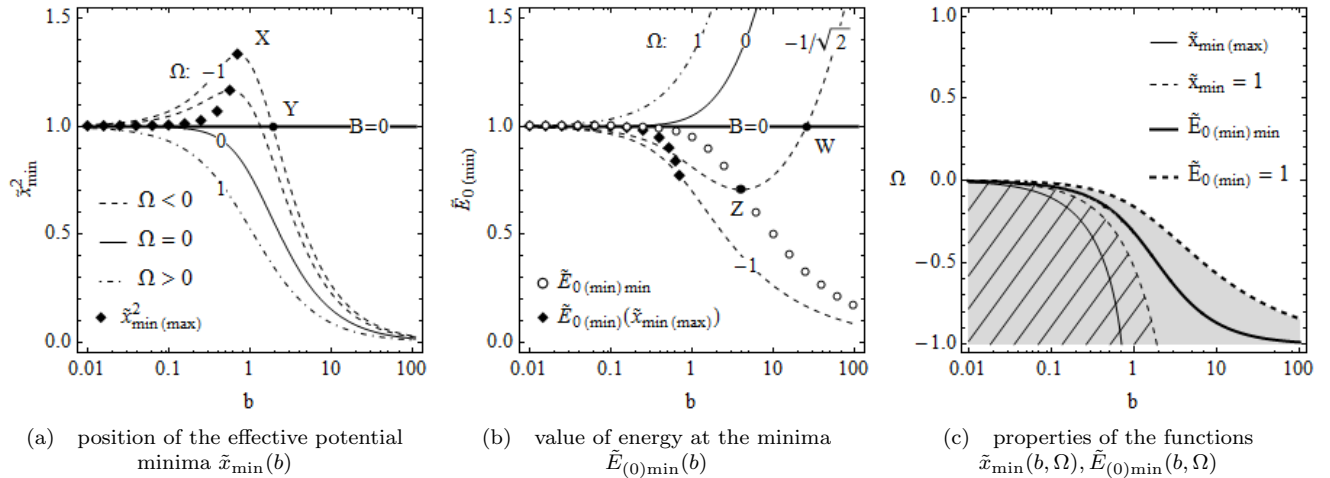 1.5
1.0
0.5
0.0
x̃²min
X
Ω: −1
Y
B=0
0
1
Ω < 0
Ω = 0
Ω > 0
x̃²min (max)
0.01 0.1 1 10 100
b
(a) position of the effective potential
minima x̃min(b)
1.5
1.0
0.5
0.0
Ẽ0 (min)
Ω: 1 0 −1/√2
B=0
W
Z
−1
Ẽ0 (min) min
Ẽ0 (min)(x̃min (max))
0.01 0.1 1 10 100
b
(b) value of energy at the minima
Ẽ(0)min(b)
1.0
0.5
0.0
−0.5
−1.0
Ω
x̃min (max)
x̃min = 1
Ẽ0 (min) min
Ẽ0 (min) = 1
0.01 0.1 1 10 100
b
(c) properties of the functions
x̃min(b, Ω), Ẽ(0)min(b, Ω)